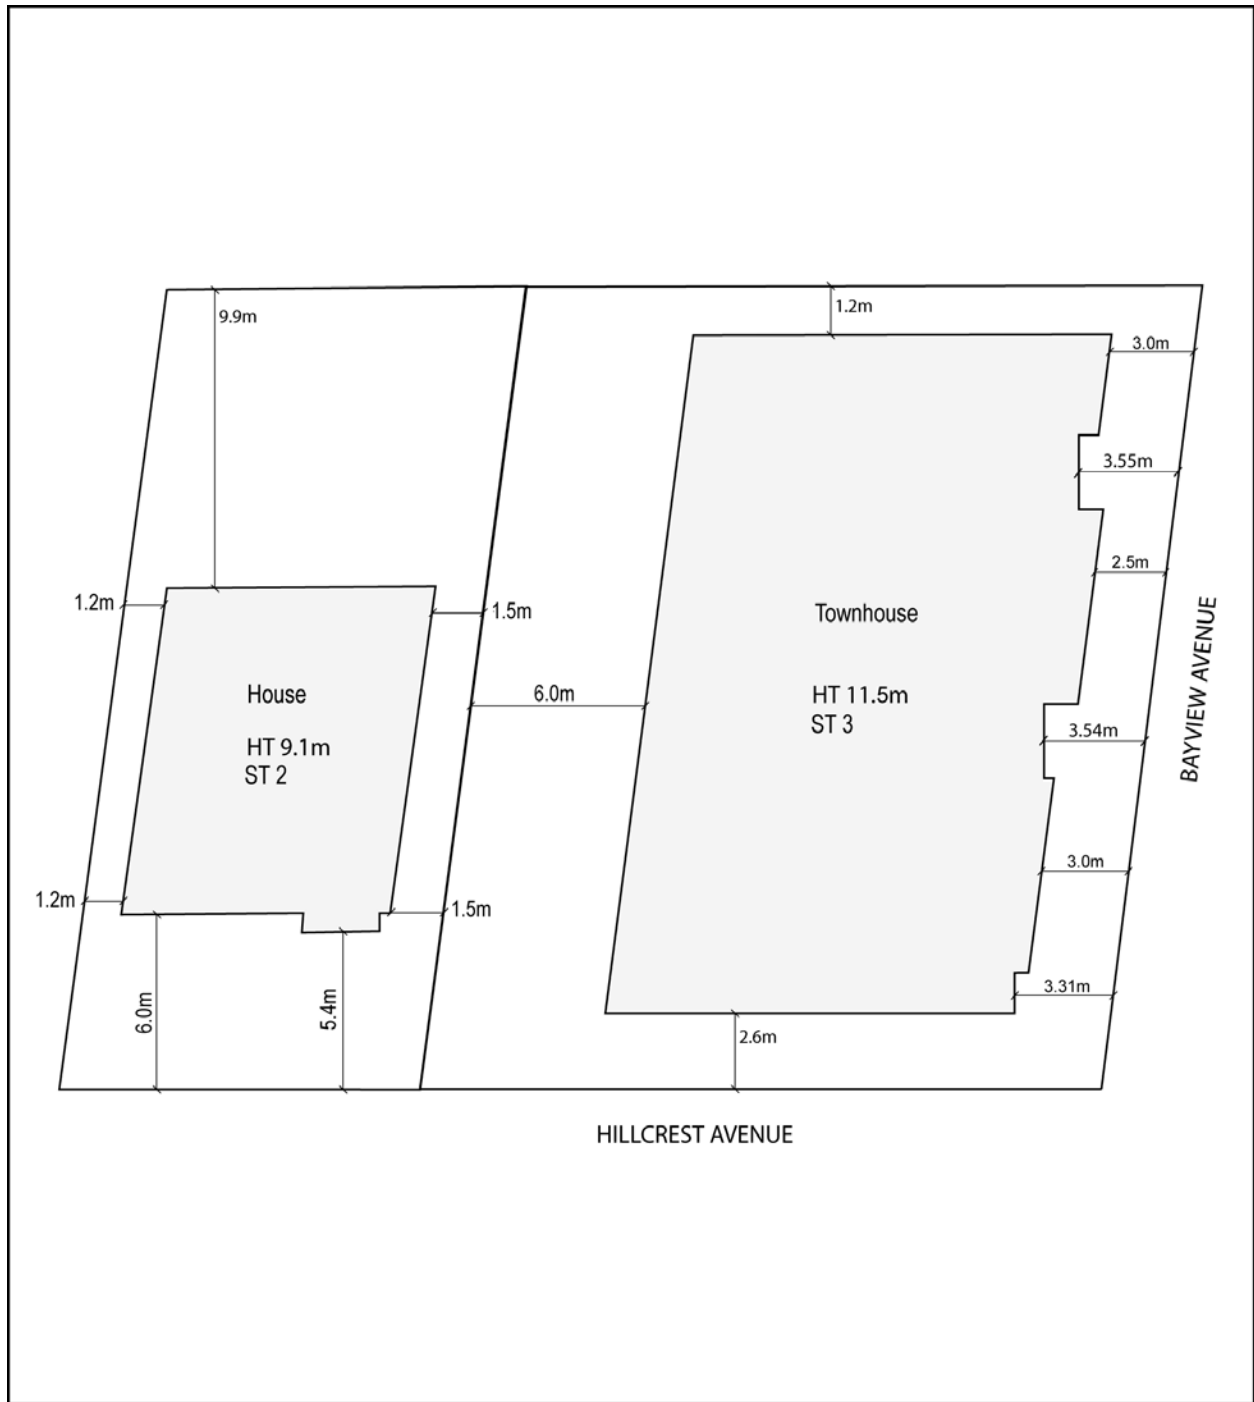 9.9m
1.2m
3.0m
3.55m
2.5m
1.2m
1.5m
Townhouse
BAYVIEW AVENUE
House
6.0m
HT 11.5m
ST 3
HT 9.1m
ST 2
3.54m
3.0m
1.2m
1.5m
6.0m
5.4m
3.31m
2.6m
HILLCREST AVENUE